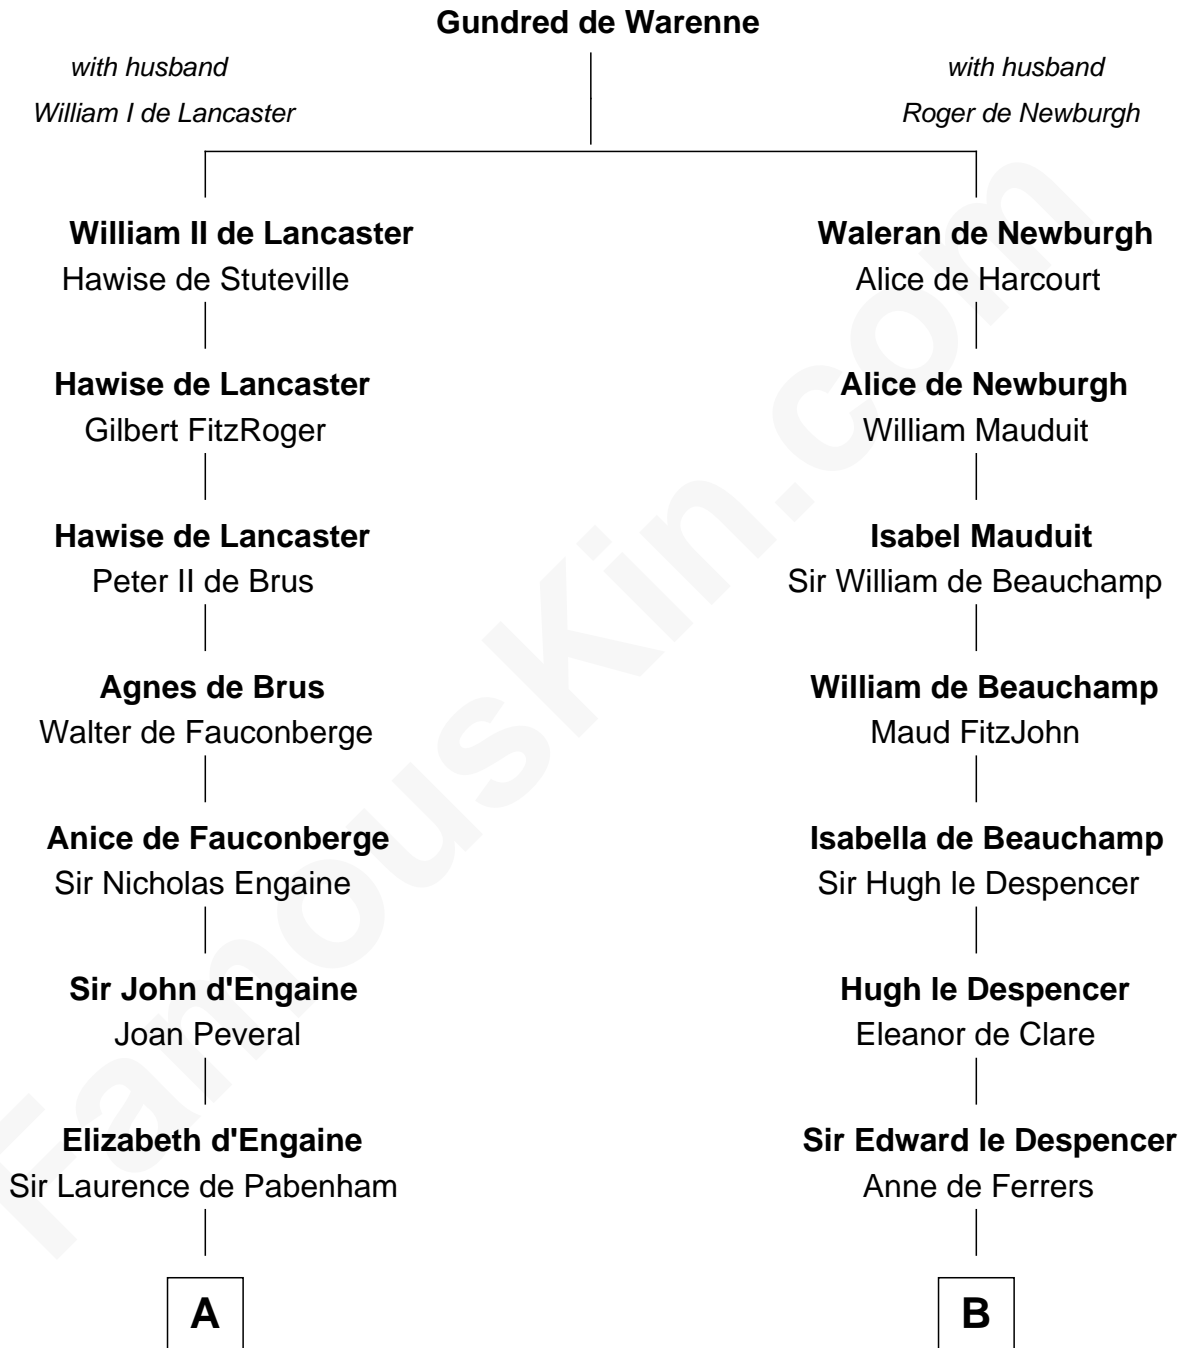 Gundred de Warenne
with husband
William I de Lancaster
with husband
Roger de Newburgh
William II de Lancaster
Hawise de Stuteville
Waleran de Newburgh
Alice de Harcourt
Hawise de Lancaster
Gilbert FitzRoger
Alice de Newburgh
William Mauduit
Hawise de Lancaster
Peter II de Brus
Isabel Mauduit
Sir William de Beauchamp
Agnes de Brus
Walter de Fauconberge
William de Beauchamp
Maud FitzJohn
Anice de Fauconberge
Sir Nicholas Engaine
Isabella de Beauchamp
Sir Hugh le Despencer
Sir John d'Engaine
Joan Peveral
Hugh le Despencer
Eleanor de Clare
Elizabeth d'Engaine
Sir Laurence de Pabenham
Sir Edward le Despencer
Anne de Ferrers
A
B
FamousKin.com